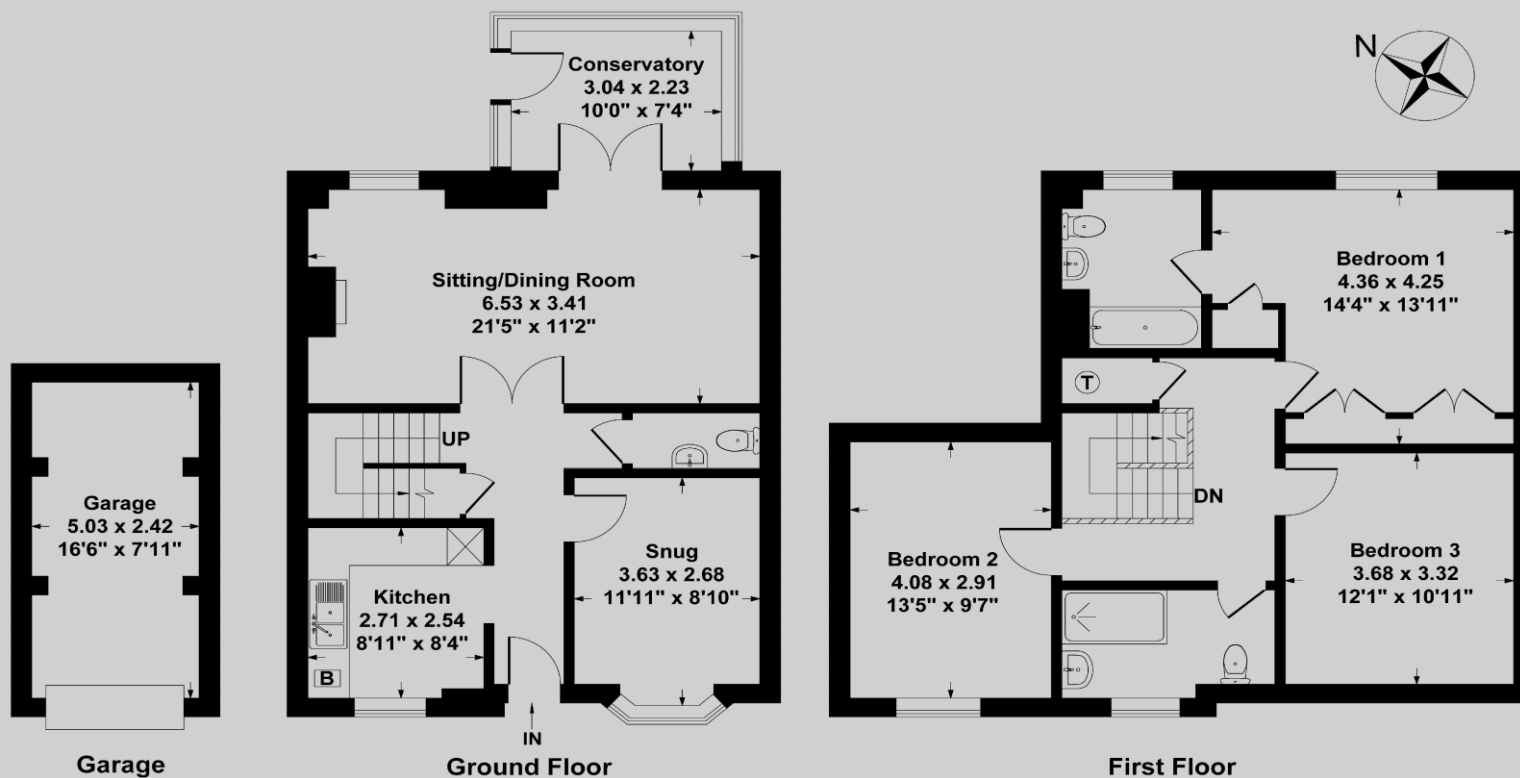 N
Conservatory
3.04 x 2.23
10'0" x 7'4"
Sitting/Dining Room
6.53 x 3.41
21'5" x 11'2"
UP
Garage
5.03 x 2.42
16'6" x 7'11"
Kitchen
2.71 x 2.54
8'11" x 8'4"
B
Snug
3.63 x 2.68
11'11" x 8'10"
IN
Bedroom 1
4.36 x 4.25
14'4" x 13'11"
T
DN
Bedroom 2
4.08 x 2.91
13'5" x 9'7"
Bedroom 3
3.68 x 3.32
12'1" x 10'11"
Garage
Ground Floor
First Floor